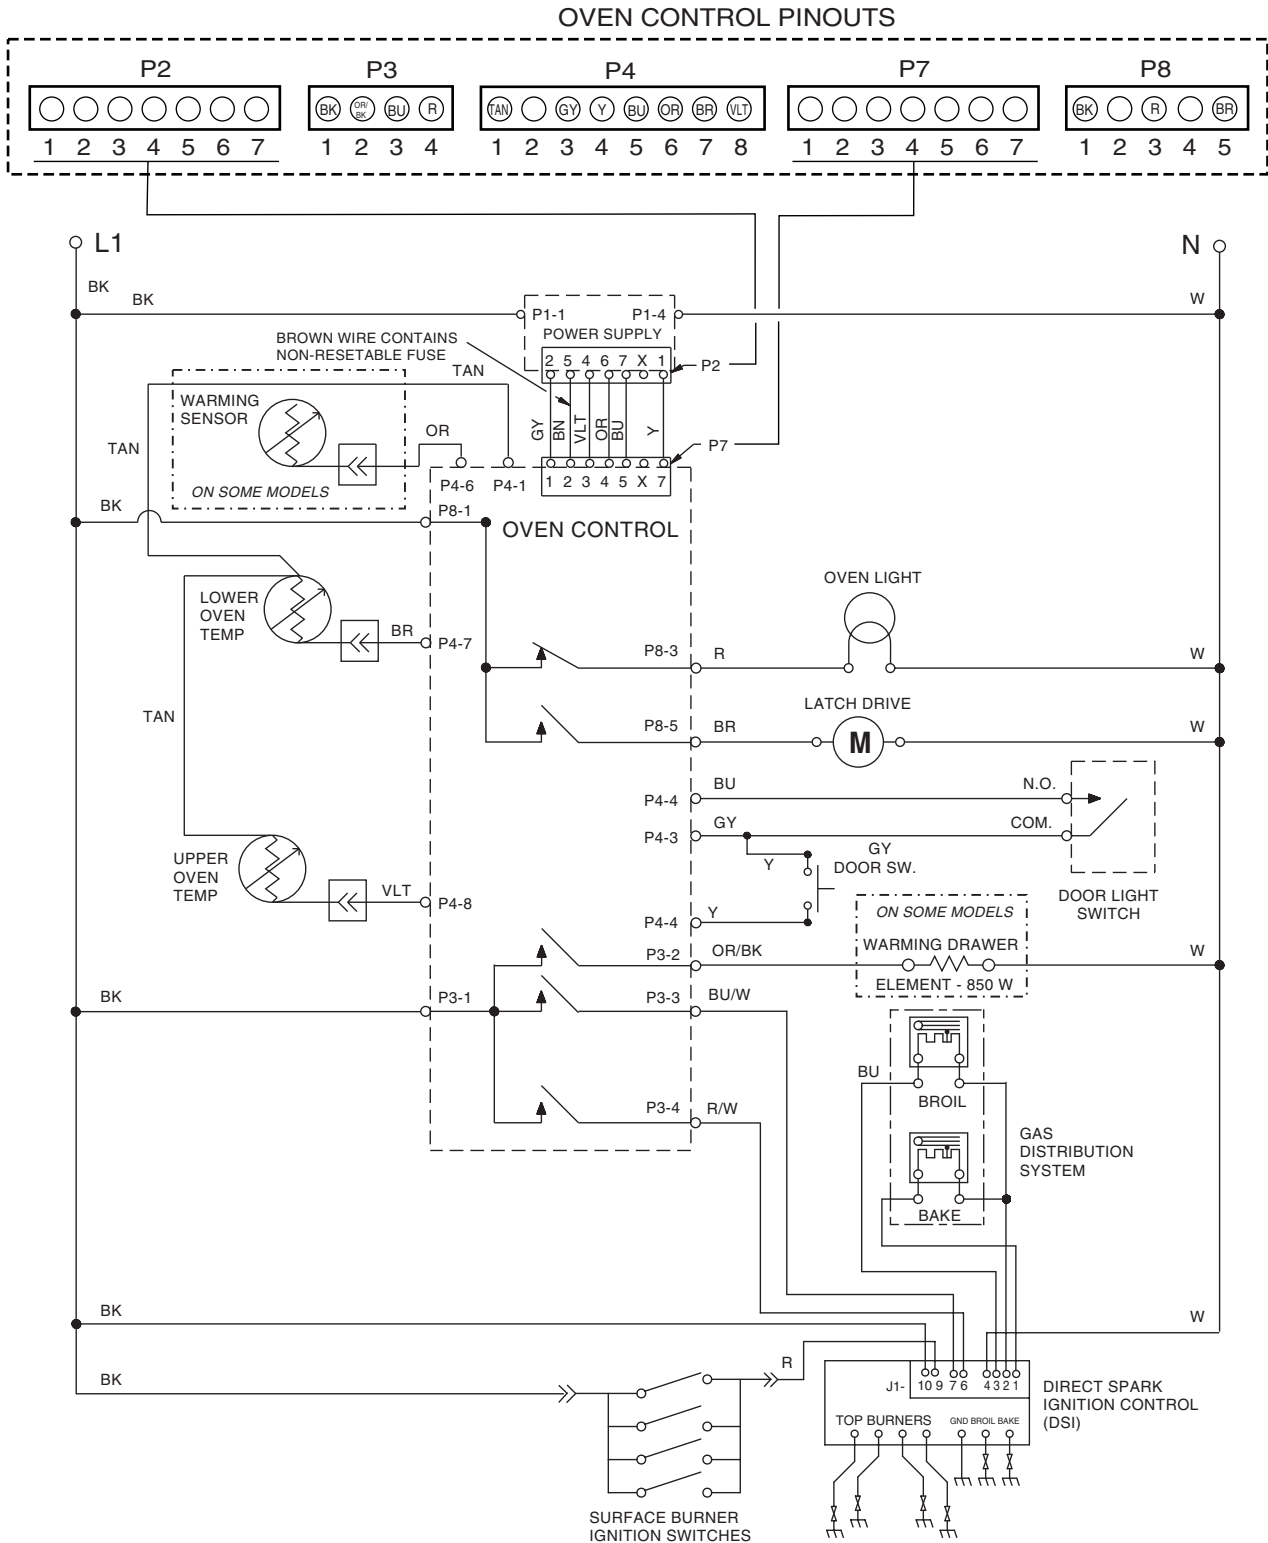 OVEN CONTROL PINOUTS
P2 P3 P4 P7 P8
BK OR/BK BU R TAN GY Y BU OR BR VLT BK R BR
1 2 3 4 5 6 7 1 2 3 4 1 2 3 4 5 6 7 8 1 2 3 4 5 6 7 1 2 3 4 5
L1
N
BK
BK
W
P1-1
P1-4
POWER SUPPLY
BROWN WIRE CONTAINS
NON-RESETABLE FUSE
2 5 4 6 7 X 1
P2
TAN
WARMING
SENSOR
ON SOME MODELS
TAN
OR
GY
BN
VLT
OR
BU
Y
P7
P4-6
P4-1
1 2 3 4 5 X 7
BK
P8-1
OVEN CONTROL
LOWER
OVEN
TEMP
BR
P4-7
OVEN LIGHT
P8-3
R
W
TAN
LATCH DRIVE
P8-5
BR
M
W
P4-4
BU
N.O.
P4-3
GY
COM.
Y
GY
DOOR SW.
DOOR LIGHT
SWITCH
UPPER
OVEN
TEMP
VLT
P4-8
P4-4
Y
ON SOME MODELS
WARMING DRAWER
ELEMENT - 850 W
P3-2
OR/BK
W
BK
P3-1
P3-3
BU/W
BU
BROIL
P3-4
R/W
GAS
DISTRIBUTION
SYSTEM
BAKE
BK
W
BK
R
J1- 10 9 7 6 4 3 2 1
DIRECT SPARK
IGNITION CONTROL
(DSI)
TOP BURNERS
GND BROIL BAKE
SURFACE BURNER
IGNITION SWITCHES